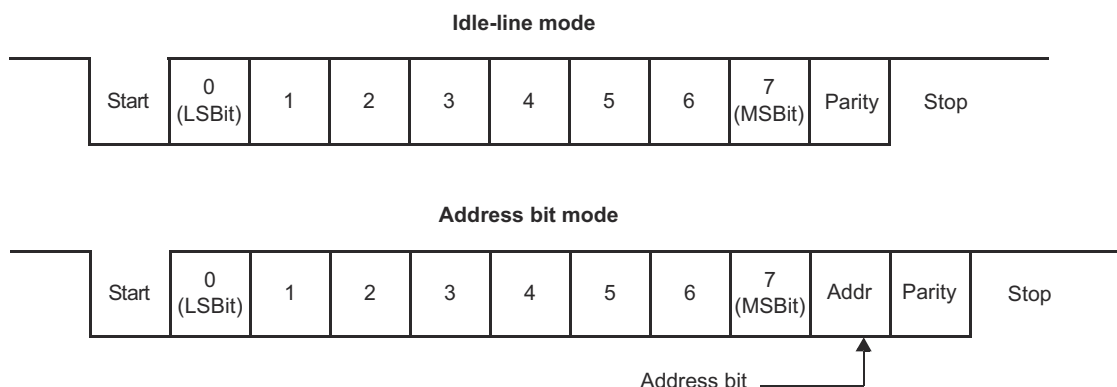 Idle-line mode
Start 0 (LSBit) 1 2 3 4 5 6 7 (MSBit) Parity Stop
Address bit mode
Start 0 (LSBit) 1 2 3 4 5 6 7 (MSBit) Addr Parity Stop
Address bit